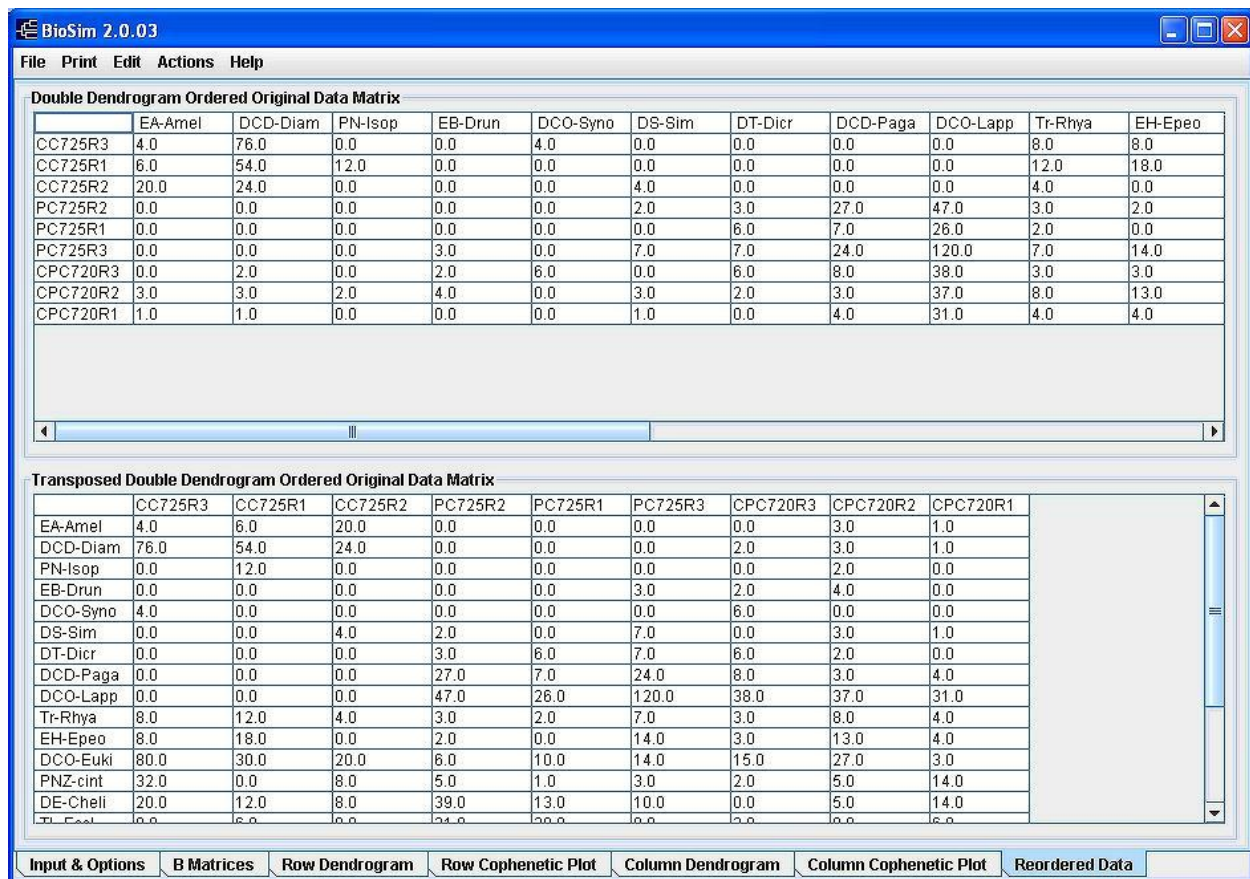 BioSim 2.0.03
File Print Edit Actions Help
Double Dendrogram Ordered Original Data Matrix
EA-Amel DCD-Diam PN-Isop EB-Drun DCO-Syno DS-Sim DT-Dicr DCD-Paga DCO-Lapp Tr-Rhya EH-Epeo
CC725R3 4.0 76.0 0.0 0.0 4.0 0.0 0.0 0.0 0.0 8.0 8.0
CC725R1 6.0 54.0 12.0 0.0 0.0 0.0 0.0 0.0 0.0 12.0 18.0
CC725R2 20.0 24.0 0.0 0.0 0.0 4.0 0.0 0.0 0.0 4.0 0.0
PC725R2 0.0 0.0 0.0 0.0 0.0 2.0 3.0 27.0 47.0 3.0 2.0
PC725R1 0.0 0.0 0.0 0.0 0.0 0.0 6.0 7.0 26.0 2.0 0.0
PC725R3 0.0 0.0 0.0 3.0 0.0 7.0 7.0 24.0 120.0 7.0 14.0
CPC720R3 0.0 2.0 0.0 2.0 6.0 0.0 6.0 8.0 38.0 3.0 3.0
CPC720R2 3.0 3.0 2.0 4.0 0.0 3.0 2.0 3.0 37.0 8.0 13.0
CPC720R1 1.0 1.0 0.0 0.0 0.0 1.0 0.0 4.0 31.0 4.0 4.0
Transposed Double Dendrogram Ordered Original Data Matrix
CC725R3 CC725R1 CC725R2 PC725R2 PC725R1 PC725R3 CPC720R3 CPC720R2 CPC720R1
EA-Amel 4.0 6.0 20.0 0.0 0.0 0.0 0.0 3.0 1.0
DCD-Diam 76.0 54.0 24.0 0.0 0.0 0.0 2.0 3.0 1.0
PN-Isop 0.0 12.0 0.0 0.0 0.0 0.0 0.0 2.0 0.0
EB-Drun 0.0 0.0 0.0 0.0 0.0 3.0 2.0 4.0 0.0
DCO-Syno 4.0 0.0 0.0 0.0 0.0 0.0 6.0 0.0 0.0
DS-Sim 0.0 0.0 4.0 2.0 0.0 7.0 0.0 3.0 1.0
DT-Dicr 0.0 0.0 0.0 3.0 6.0 7.0 6.0 2.0 0.0
DCD-Paga 0.0 0.0 0.0 27.0 7.0 24.0 8.0 3.0 4.0
DCO-Lapp 0.0 0.0 0.0 47.0 26.0 120.0 38.0 37.0 31.0
Tr-Rhya 8.0 12.0 4.0 3.0 2.0 7.0 3.0 8.0 4.0
EH-Epeo 8.0 18.0 0.0 2.0 0.0 14.0 3.0 13.0 4.0
DCO-Euki 80.0 30.0 20.0 6.0 10.0 14.0 15.0 27.0 3.0
PNZ-cint 32.0 0.0 8.0 5.0 1.0 3.0 2.0 5.0 14.0
DE-Cheli 20.0 12.0 8.0 39.0 13.0 10.0 0.0 5.0 14.0
Input & Options B Matrices Row Dendrogram Row Cophenetic Plot Column Dendrogram Column Cophenetic Plot Reordered Data